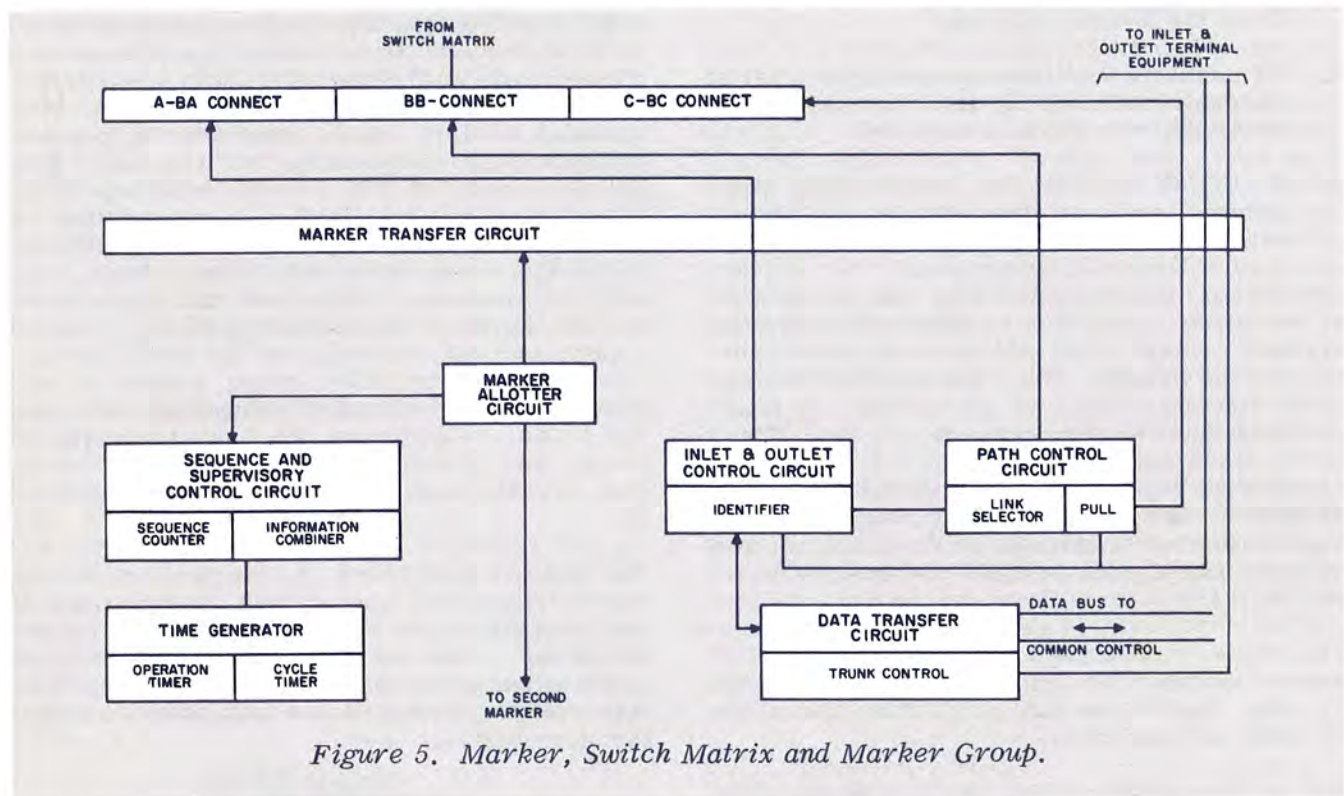 FROM
SWITCH MATRIX
TO INLET &
OUTLET TERMINAL
EQUIPMENT
A-BA CONNECT
BB-CONNECT
C-BC CONNECT
MARKER TRANSFER CIRCUIT
MARKER
ALLOTTER
CIRCUIT
SEQUENCE AND
SUPERVISORY
CONTROL CIRCUIT
SEQUENCE
COUNTER
INFORMATION
COMBINER
INLET & OUTLET
CONTROL CIRCUIT
IDENTIFIER
PATH CONTROL
CIRCUIT
LINK
SELECTOR
PULL
TIME GENERATOR
OPERATION
TIMER
CYCLE
TIMER
TO SECOND
MARKER
DATA TRANSFER
CIRCUIT
TRUNK CONTROL
DATA BUS TO
COMMON CONTROL
Figure 5. Marker, Switch Matrix and Marker Group.